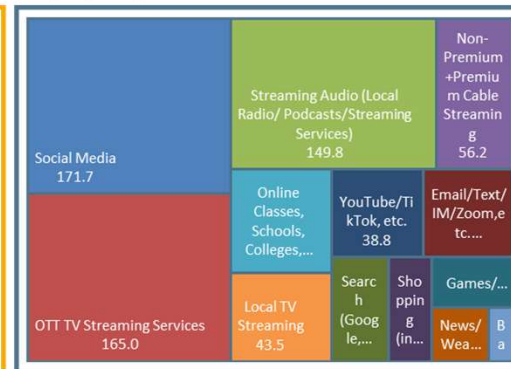 Social Media
171.7
OTT TV Streaming Services
165.0
Streaming Audio (Local
Radio/ Podcasts/Streaming
Services)
149.8
Non-
Premium
+Premiu
m Cable
Streamin
g
56.2
Online
Classes,
Schools,
Colleges,...
Local TV
Streaming
43.5
YouTube/Ti
kTok, etc.
38.8
Email/Text/
IM/Zoom,e
tc....
Searc
h
(Goog
le,...
Sho
ppin
g
(in...
Games/...
News/
Wea...
B
a